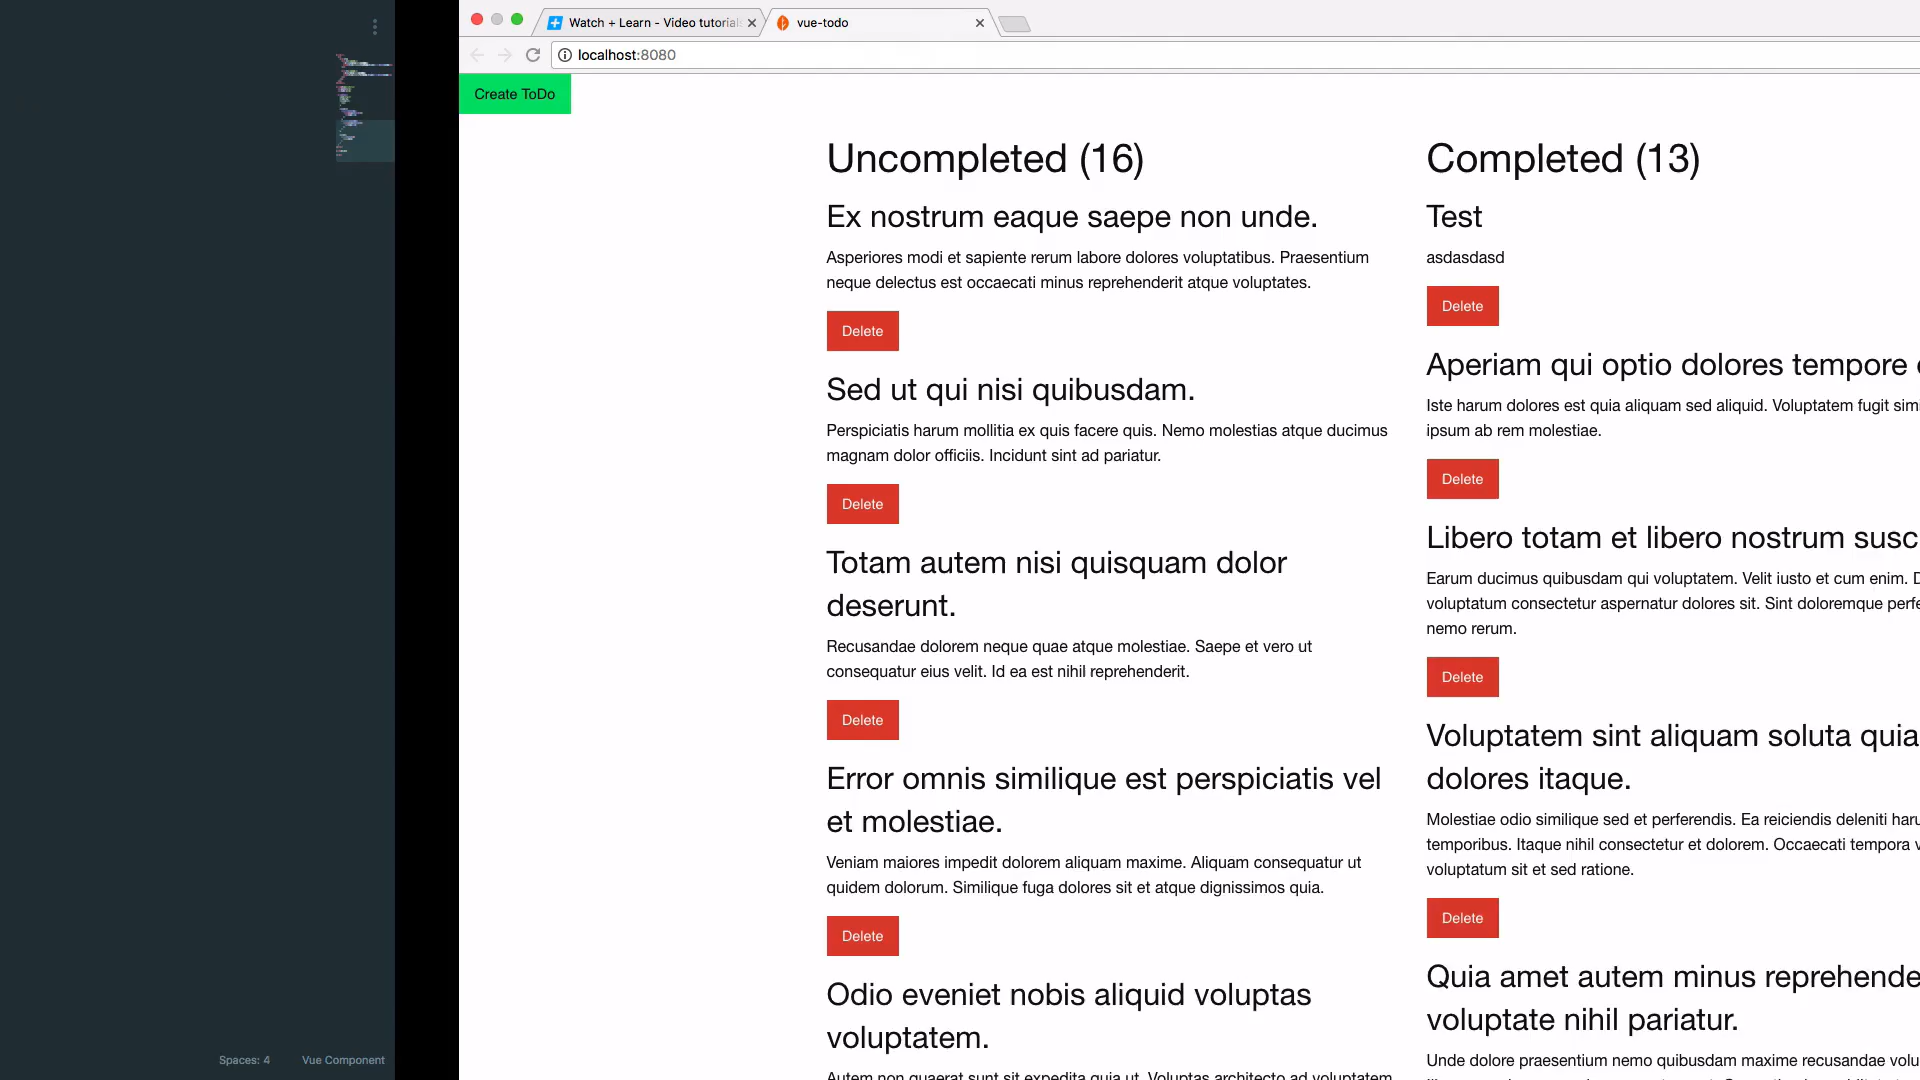 Watch + Learn - Video tutorials
vue-todo
localhost:8080
Create ToDo
Uncompleted (16)
Ex nostrum eaque saepe non unde.
Asperiores modi et sapiente rerum labore dolores voluptatibus. Praesentium
neque delectus est occaecati minus reprehenderit atque voluptates.
Delete
Sed ut qui nisi quibusdam.
Perspiciatis harum mollitia ex quis facere quis. Nemo molestias atque ducimus
magnam dolor officiis. Incidunt sint ad pariatur.
Delete
Totam autem nisi quisquam dolor
deserunt.
Recusandae dolorem neque quae atque molestiae. Saepe et vero ut
consequatur eius velit. Id ea est nihil reprehenderit.
Delete
Error omnis similique est perspiciatis vel
et molestiae.
Veniam maiores impedit dolorem aliquam maxime. Aliquam consequatur ut
quidem dolorum. Similique fuga dolores sit et atque dignissimos quia.
Delete
Odio eveniet nobis aliquid voluptas
voluptatem.
Autem non quaerat sunt sit expedita quia ut. Voluptas architecto ad voluptatem
Completed (13)
Test
asdasdasd
Delete
Aperiam qui optio dolores tempore
Iste harum dolores est quia aliquam sed aliquid. Voluptatem fugit simi
ipsum ab rem molestiae.
Delete
Libero totam et libero nostrum susc
Earum ducimus quibusdam qui voluptatem. Velit iusto et cum enim. D
voluptatum consectetur aspernatur dolores sit. Sint doloremque perfe
nemo rerum.
Delete
Voluptatem sint aliquam soluta quia
dolores itaque.
Molestiae odio similique sed et perferendis. Ea reiciendis deleniti haru
temporibus. Itaque nihil consectetur et dolorem. Occaecati tempora v
voluptatum sit et sed ratione.
Delete
Quia amet autem minus reprehende
voluptate nihil pariatur.
Unde dolore praesentium nemo quibusdam maxime recusandae volu
Spaces: 4
Vue Component